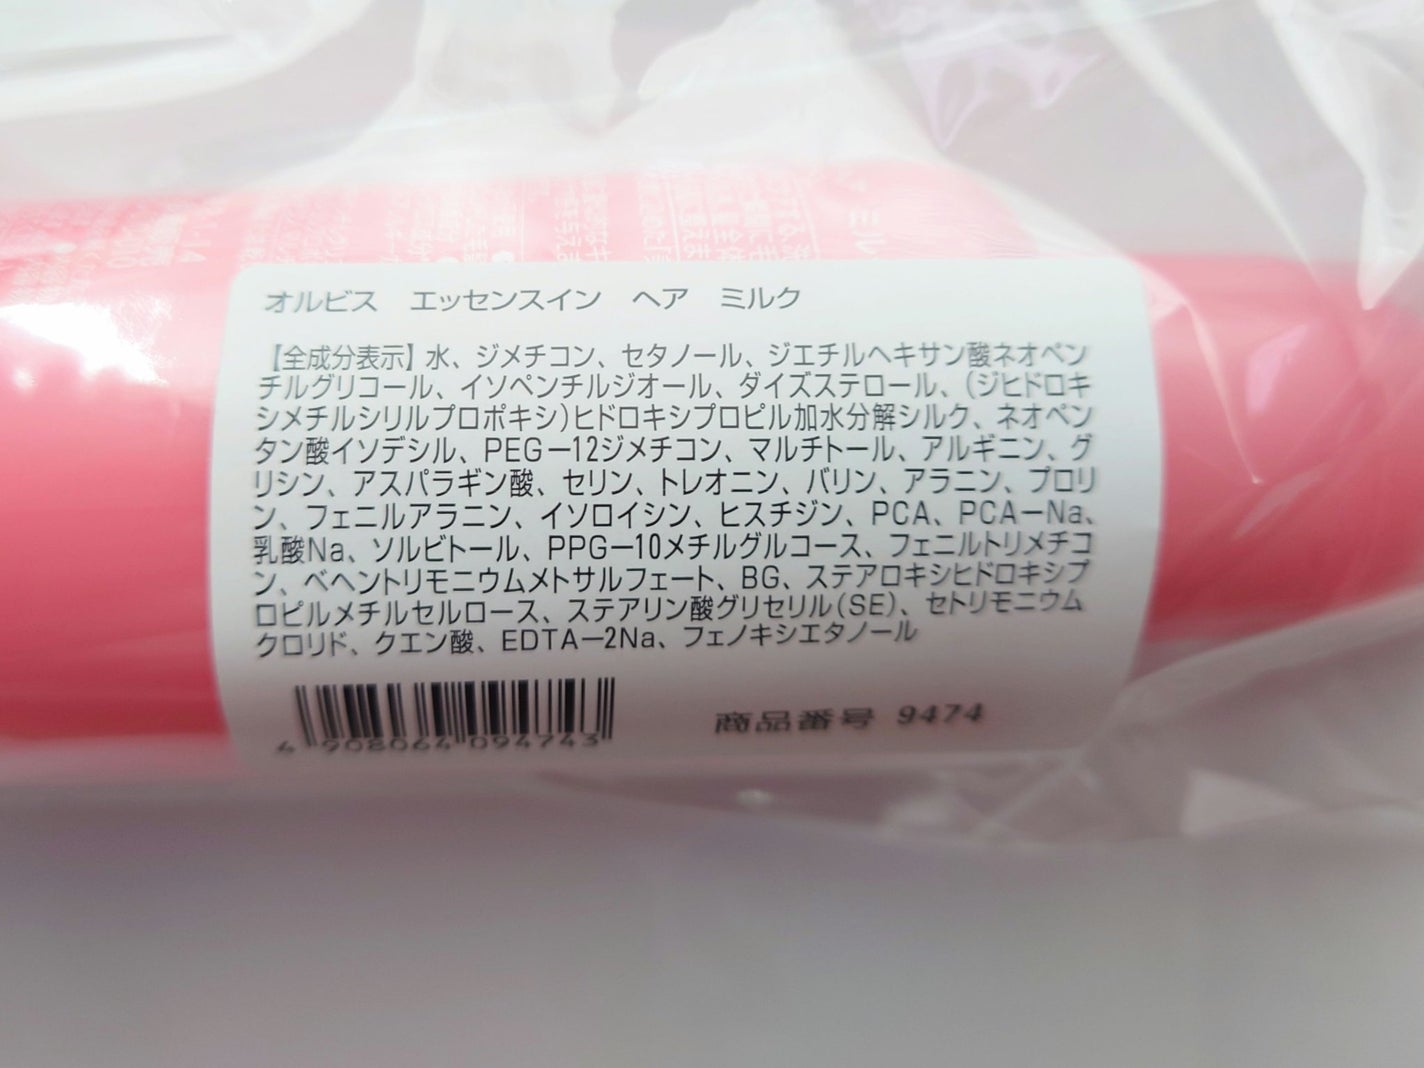 オルビス エッセンスイン ヘア ミルク
【全成分表示】水、ジメチコン、セタノール、ジエチルヘキサン酸ネオペン
チルグリコール、イソペンチルジオール、ダイズステロール、(ジヒドロキ
シメチルシリルプロポキシ)ヒドロキシプロピル加水分解シルク、ネオペン
タン酸イソデシル、PEG-12ジメチコン、マルチトール、アルギニン、グ
リシン、アスパラギン酸、セリン、トレオニン、バリン、アラニン、プロリ
ン、フェニルアラニン、イソロイシン、ヒスチジン、PCA、PCA-Na、
乳酸Na、ソルビトール、PPG-10メチルグルコース、フェニルトリメチコ
ン、ベヘントリモニウムメトサルフェート、BG、ステアロキシヒドロキシプ
ロピルメチルセルロース、ステアリン酸グリセリル(SE)、セトリモニウム
クロリド、クエン酸、EDTA-2Na、フェノキシエタノール
4 908064 094743
商品番号 9474